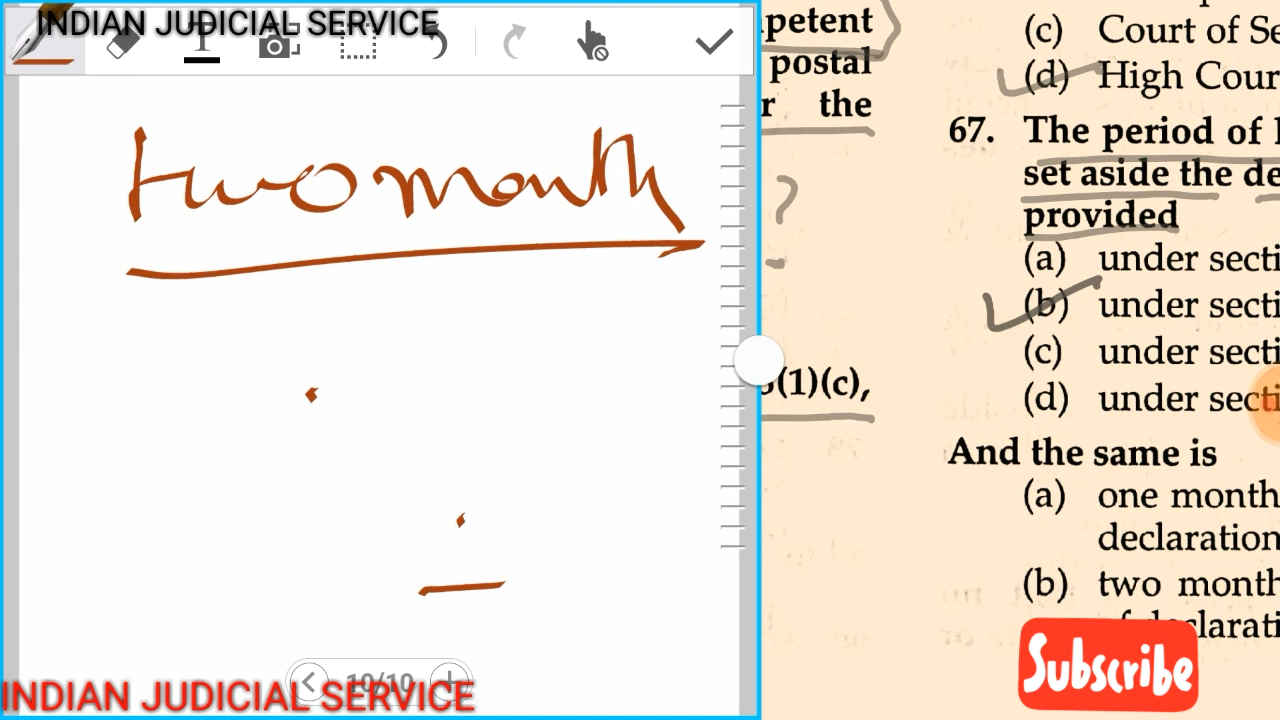 INDIAN JUDICIAL SERVICE
T
two month
10/10
INDIAN JUDICIAL SERVICE
petent
postal
r the
?
(1)(c),
(c) Court of Se
(d) High Cour
67. The period of
set aside the de
provided
(a) under secti
(b) under secti
(c) under secti
(d) under secti
And the same is
(a) one month
declaration
(b) two month
of declarati
Subscribe